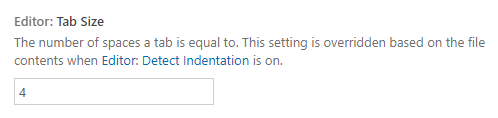 Editor: Tab Size
The number of spaces a tab is equal to. This setting is overridden based on the file
contents when Editor: Detect Indentation is on.
4